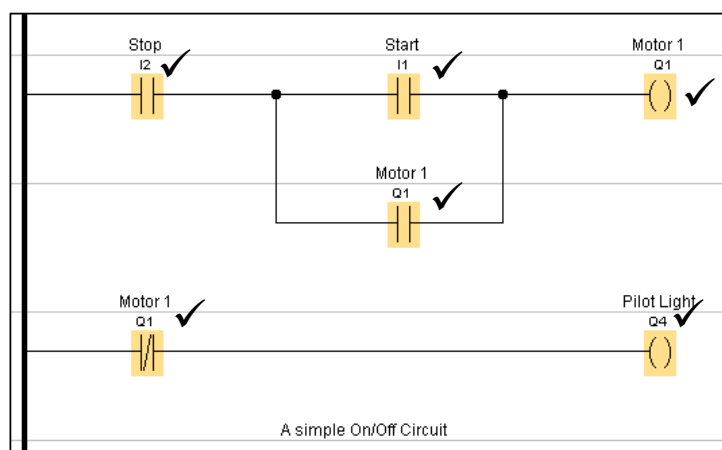 Stop Start Motor 1
I2 I1 Q1
Motor 1
Q1
Motor 1 Pilot Light
Q1 Q4
A simple On/Off Circuit